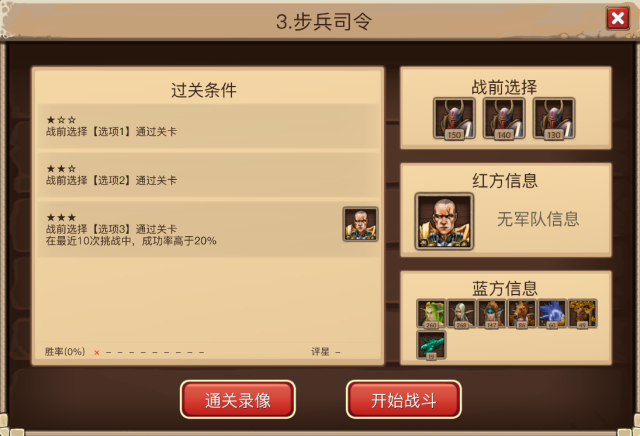 3.步兵司令
过关条件
★☆☆
战前选择【选项1】通过关卡
★★☆
战前选择【选项2】通过关卡
★★★
战前选择【选项3】通过关卡
在最近10次挑战中，成功率高于20%
胜率(0%) × - - - - - - - - -
评星 -
战前选择
150 140 130
红方信息
无军队信息
蓝方信息
147
通关录像
开始战斗